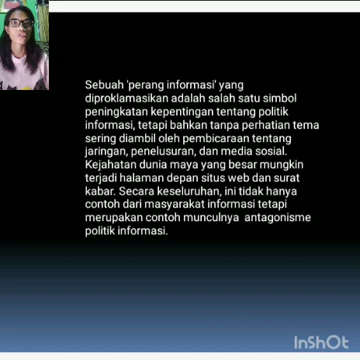 Sebuah 'perang informasi' yang
diproklamasikan adalah salah satu simbol
peningkatan kepentingan tentang politik
informasi, tetapi bahkan tanpa perhatian tema
sering diambil oleh pembicaraan tentang
jaringan, penelusuran, dan media sosial.
Kejahatan dunia maya yang besar mungkin
terjadi halaman depan situs web dan surat
kabar. Secara keseluruhan, ini tidak hanya
contoh dari masyarakat informasi tetapi
merupakan contoh munculnya antagonisme
politik informasi.
InShOt